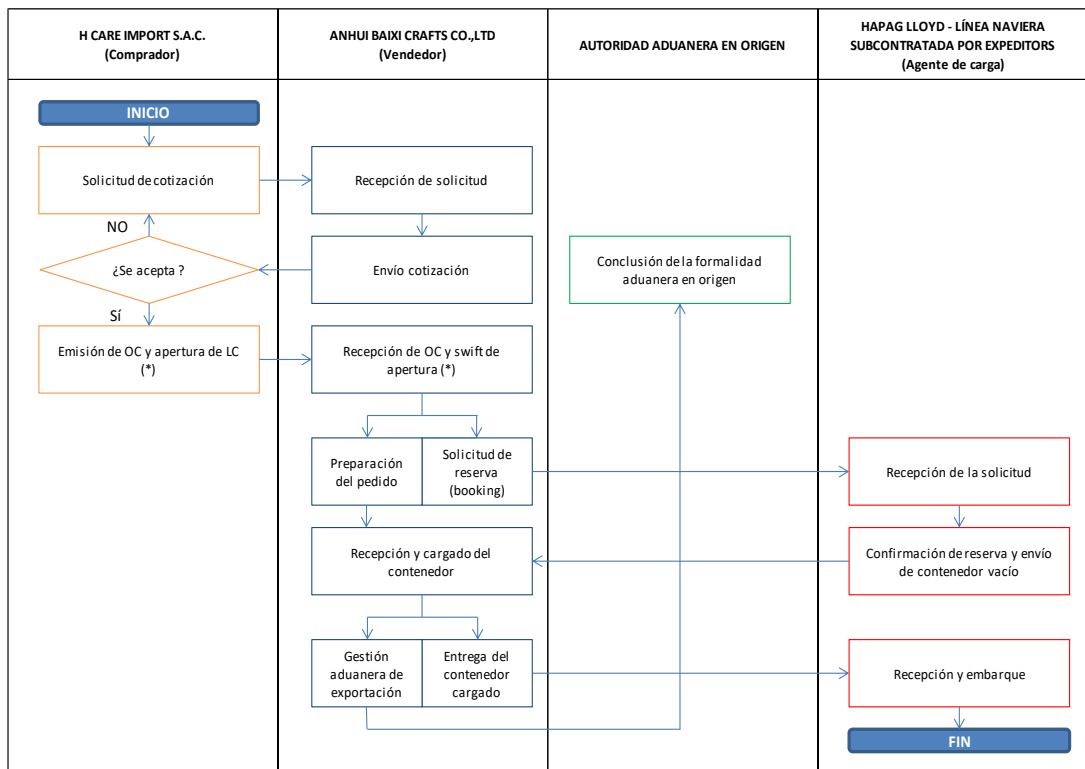 H CARE IMPORT S.A.C.
(Comprador)
ANHUI BAIXI CRAFTS CO.,LTD
(Vendedor)
AUTORIDAD ADUANERA EN ORIGEN
HAPAG LLOYD - LÍNEA NAVIERA
SUBCONTRATADA POR EXPEDITORS
(Agente de carga)
INICIO
Solicitud de cotización
Recepción de solicitud
NO
¿Se acepta ?
Envío cotización
Conclusión de la formalidad
aduanera en origen
Sí
Emisión de OC y apertura de LC
(*)
Recepción de OC y swift de
apertura (*)
Preparación
del pedido
Solicitud de
reserva
(booking)
Recepción de la solicitud
Recepción y cargado del
contenedor
Confirmación de reserva y envío
de contenedor vacío
Gestión
aduanera de
exportación
Entrega del
contenedor
cargado
Recepción y embarque
FIN